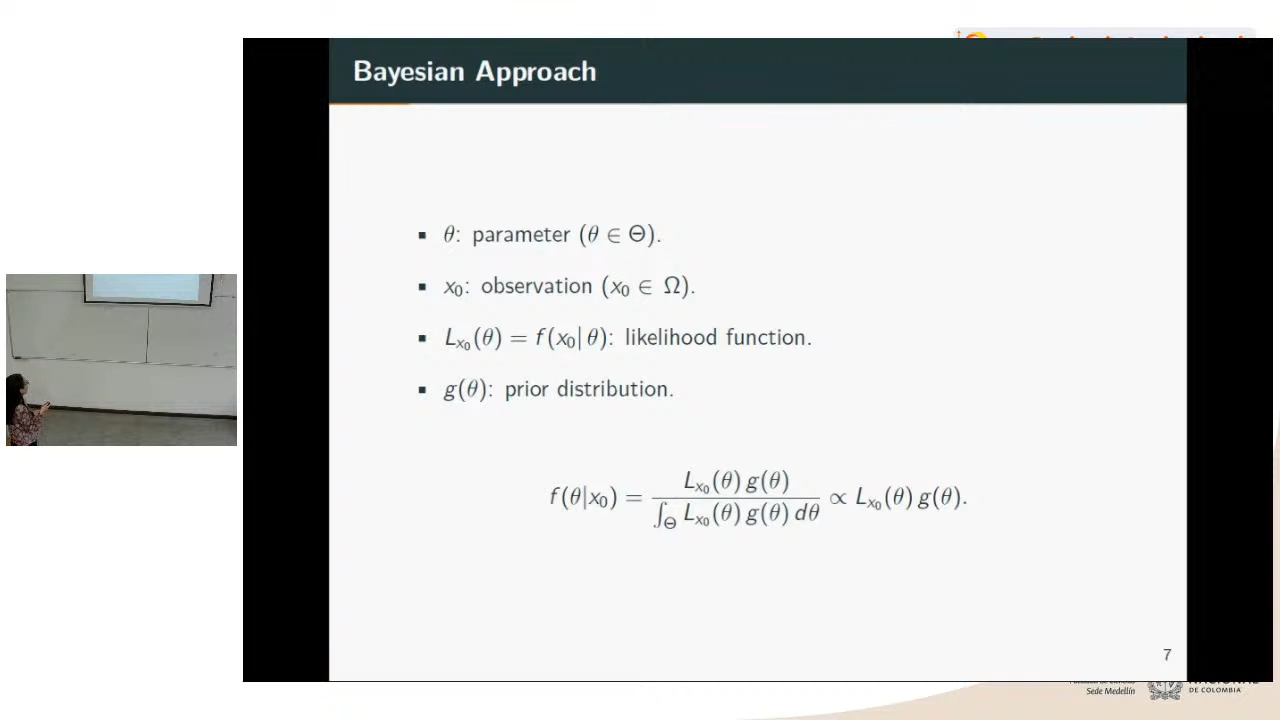 Bayesian Approach
▪ θ: parameter (θ ∈ Θ).
▪ x₀: observation (x₀ ∈ Ω).
▪ Lₓ₀(θ) = f(x₀|θ): likelihood function.
▪ g(θ): prior distribution.
f(θ|x₀) = Lₓ₀(θ) g(θ) / ∫_Θ Lₓ₀(θ) g(θ) dθ ∝ Lₓ₀(θ) g(θ).
7
Sede Medellín
DE COLOMBIA